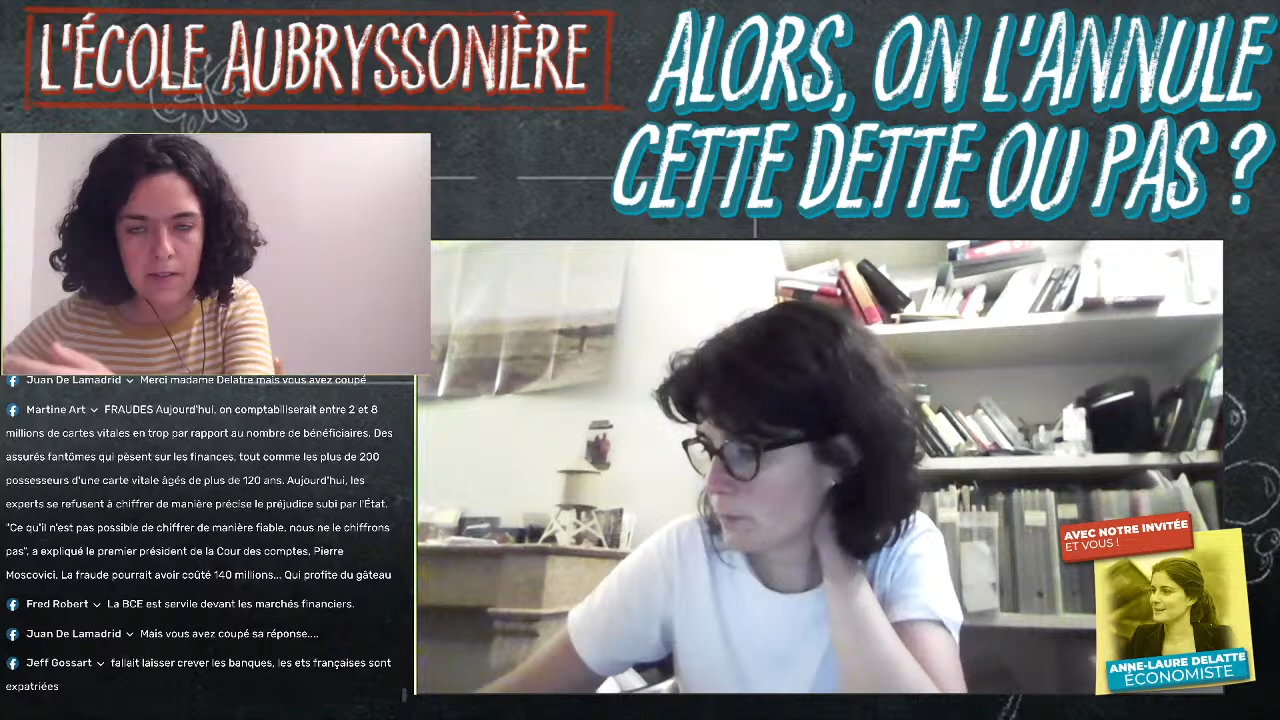 L'ÉCOLE AUBRYSSONIÈRE
ALORS, ON L'ANNULE
CETTE DETTE OU PAS ?
Juan De Lamadrid Merci madame Delatre mais vous avez coupé
Martine Art FRAUDES Aujourd'hui, on comptabiliserait entre 2 et 8
millions de cartes vitales en trop par rapport au nombre de bénéficiaires. Des
assurés fantômes qui pèsent sur les finances, tout comme les plus de 200
possesseurs d'une carte vitale âgés de plus de 120 ans. Aujourd'hui, les
experts se refusent à chiffrer de manière précise le préjudice subi par l'État.
"Ce qu'il n'est pas possible de chiffrer de manière fiable, nous ne le chiffrons
pas", a expliqué le premier président de la Cour des comptes, Pierre
Moscovici. La fraude pourrait avoir coûté 140 millions... Qui profite du gâteau
Fred Robert La BCE est servile devant les marchés financiers.
Juan De Lamadrid Mais vous avez coupé sa réponse....
Jeff Gossart fallait laisser crever les banques, les ets françaises sont
expatriées
AVEC NOTRE INVITÉE
ET VOUS !
ANNE-LAURE DELATTE
ÉCONOMISTE